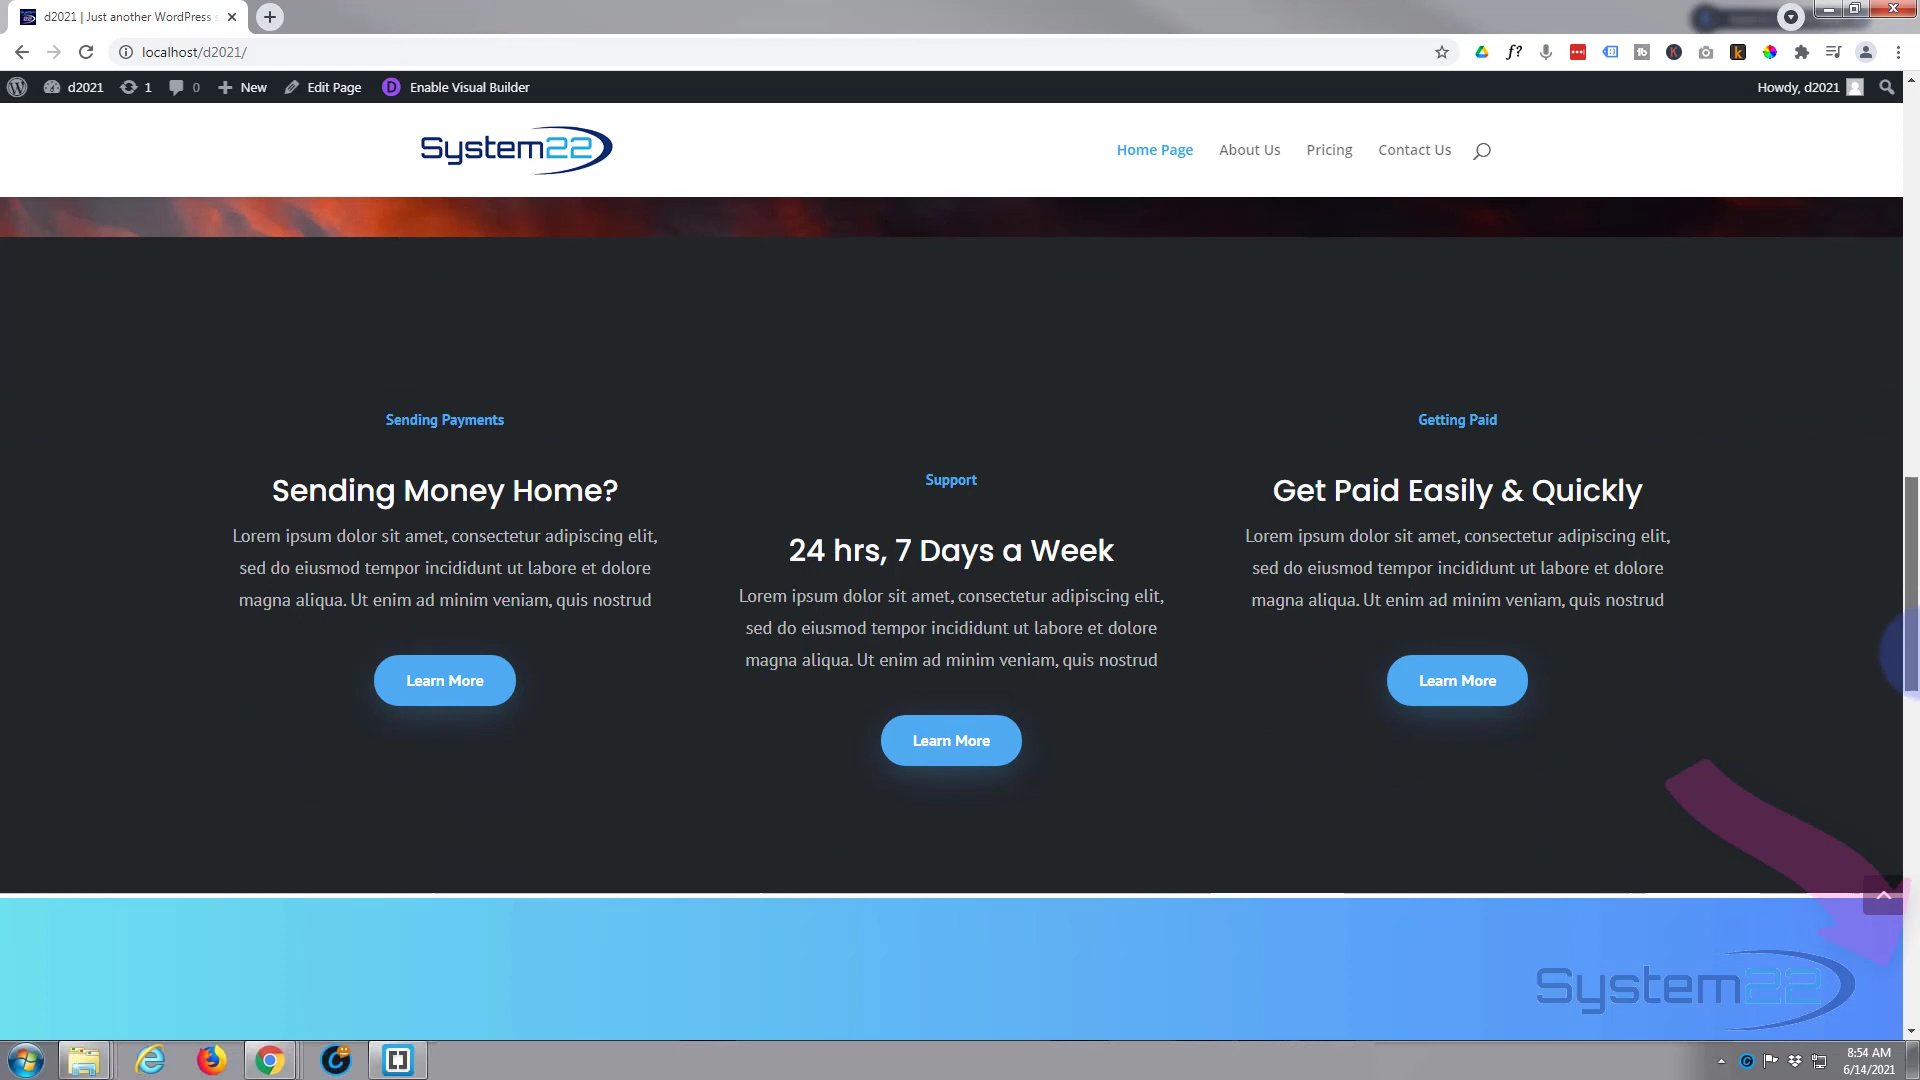 d2021 | Just another WordPress
localhost/d2021/
d2021
1
0
New
Edit Page
Enable Visual Builder
Howdy, d2021
System22
Home Page
About Us
Pricing
Contact Us
Sending Payments
Sending Money Home?
Lorem ipsum dolor sit amet, consectetur adipiscing elit,
sed do eiusmod tempor incididunt ut labore et dolore
magna aliqua. Ut enim ad minim veniam, quis nostrud
Learn More
Support
24 hrs, 7 Days a Week
Lorem ipsum dolor sit amet, consectetur adipiscing elit,
sed do eiusmod tempor incididunt ut labore et dolore
magna aliqua. Ut enim ad minim veniam, quis nostrud
Learn More
Getting Paid
Get Paid Easily & Quickly
Lorem ipsum dolor sit amet, consectetur adipiscing elit,
sed do eiusmod tempor incididunt ut labore et dolore
magna aliqua. Ut enim ad minim veniam, quis nostrud
Learn More
System22
8:54 AM
6/14/2021